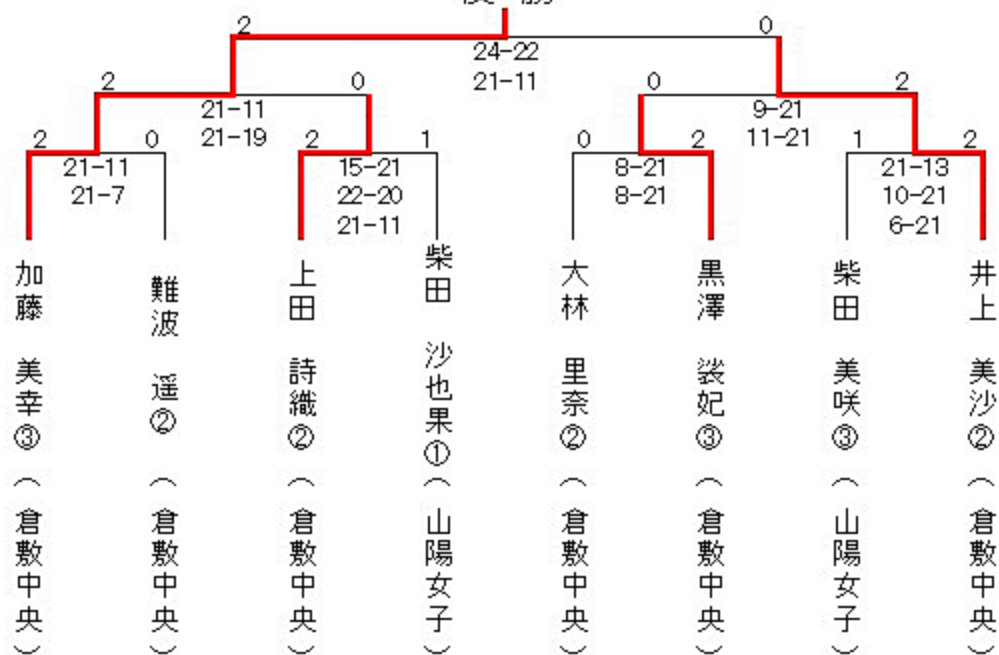 優勝
2 0
24-22
21-11
2 0
21-11
21-19
0 2
9-21
11-21
2 0
21-11
21-7
2 1
15-21
22-20
21-11
0 2
8-21
8-21
1 2
21-13
10-21
6-21
加藤 美幸③(倉敷中央)
難波 遥②(倉敷中央)
上田 詩織②(倉敷中央)
柴田 沙也果①(山陽女子)
大林 里奈②(倉敷中央)
黒澤 裟妃③(倉敷中央)
柴田 美咲③(山陽女子)
井上 美沙②(倉敷中央)